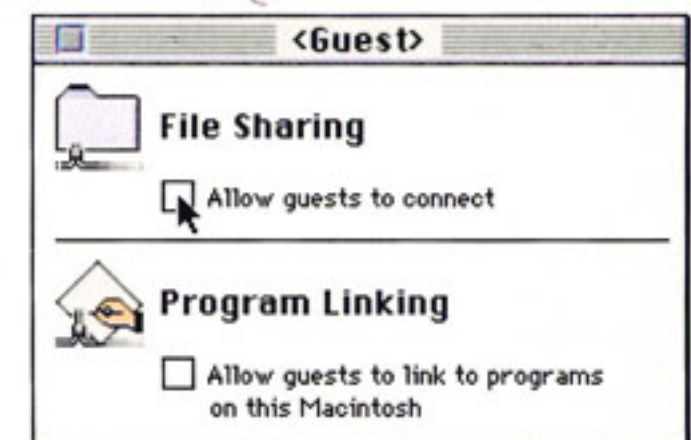 <Guest>
File Sharing
Allow guests to connect
Program Linking
Allow guests to link to programs
on this Macintosh